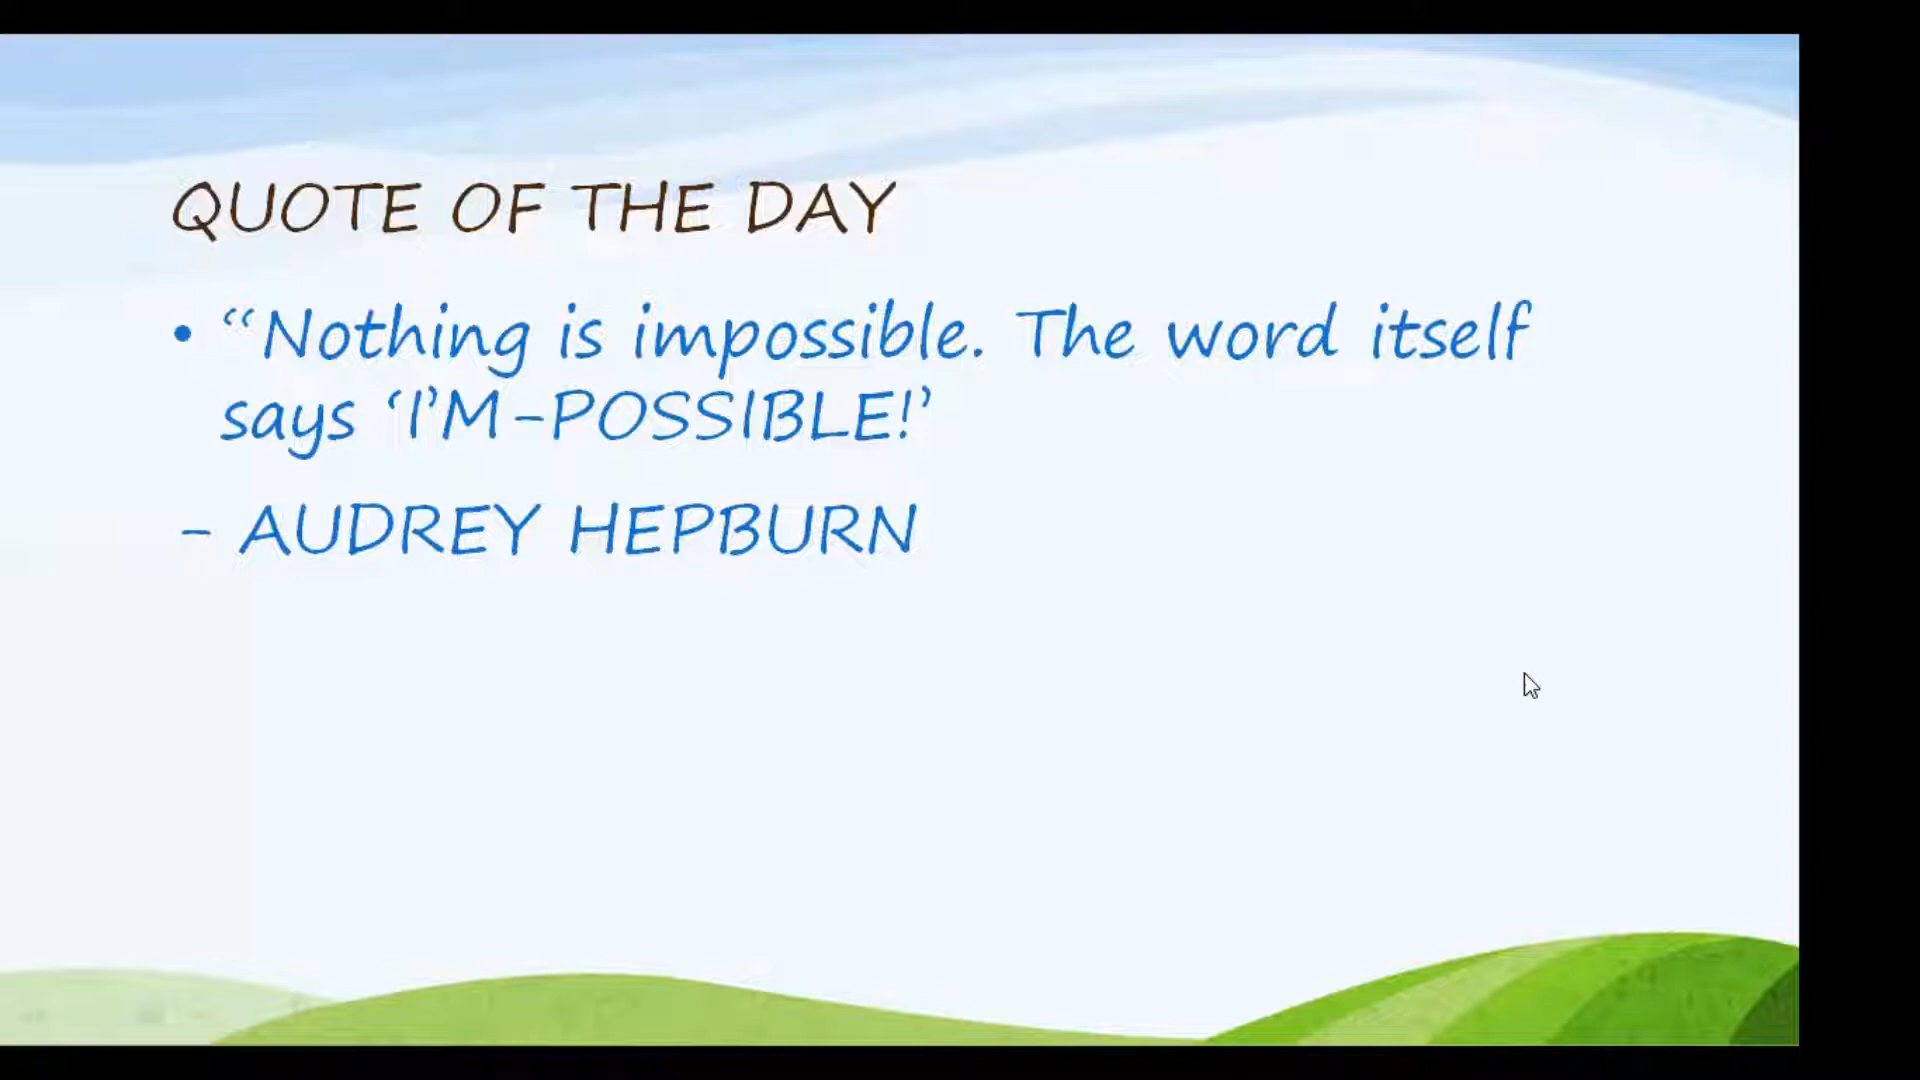 QUOTE OF THE DAY
• “Nothing is impossible. The word itself
says ‘I’M-POSSIBLE!’
- AUDREY HEPBURN